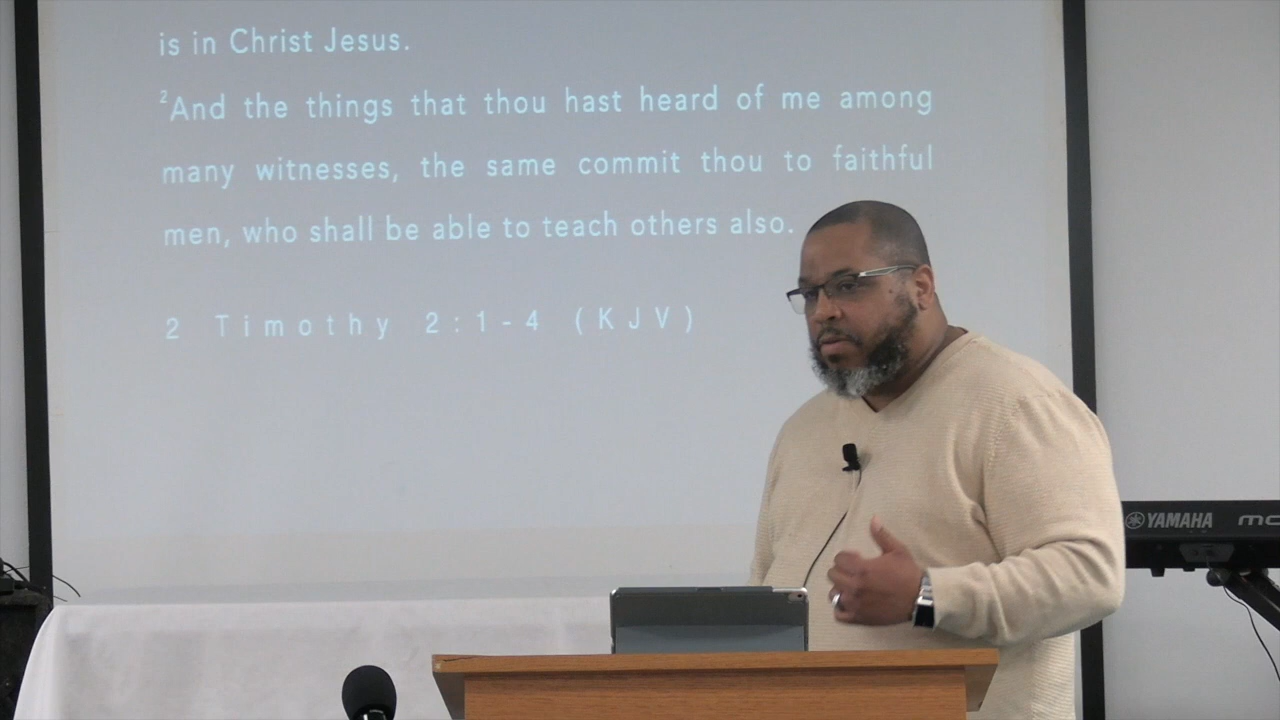 is in Christ Jesus.
²And the things that thou hast heard of me among
many witnesses, the same commit thou to faithful
men, who shall be able to teach others also.
2 Timothy 2:1-4 (KJV)
YAMAHA